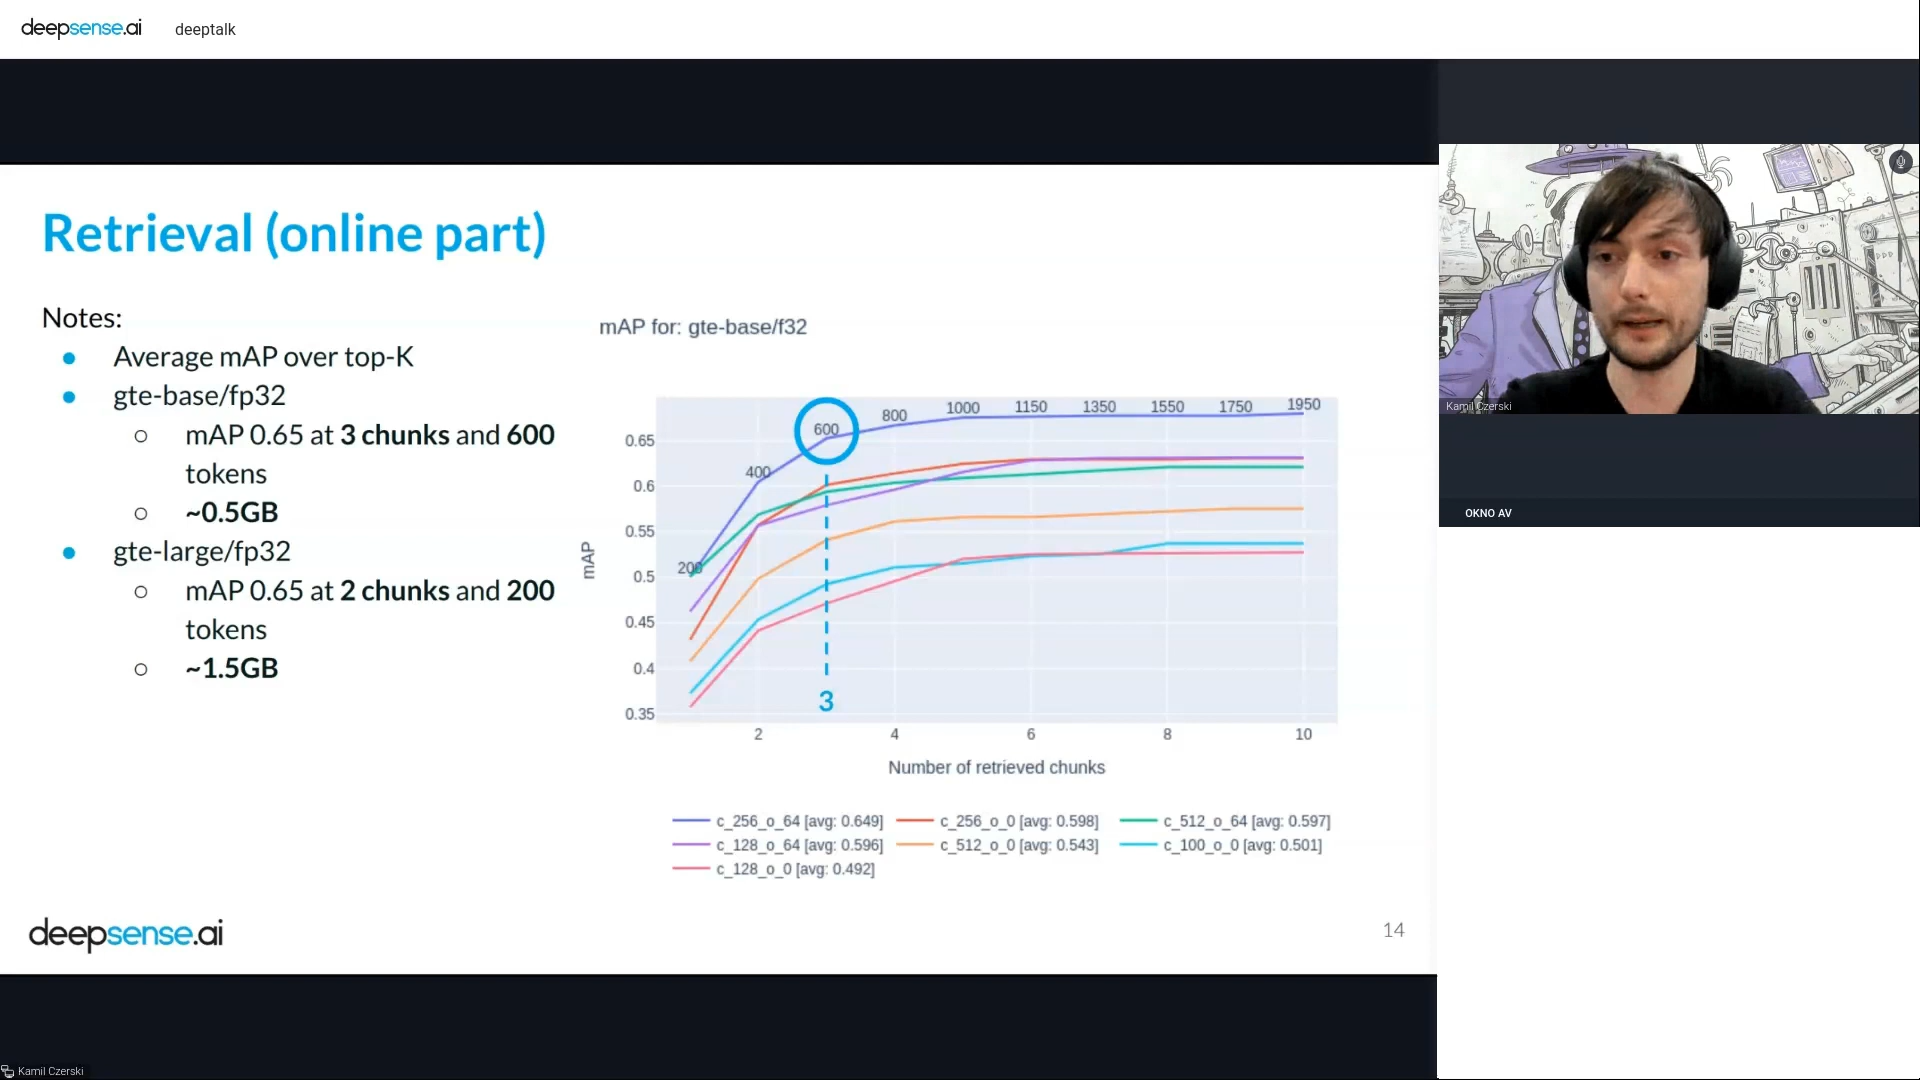 deepsense.ai deeptalk
Retrieval (online part)
Notes:
Average mAP over top-K
gte-base/fp32
mAP 0.65 at 3 chunks and 600
tokens
~0.5GB
gte-large/fp32
mAP 0.65 at 2 chunks and 200
tokens
~1.5GB
mAP for: gte-base/f32
200 400 600 800 1000 1150 1350 1550 1750 1950
0.65
0.6
0.55
0.5
0.45
0.4
0.35
mAP
3
2 4 6 8 10
Number of retrieved chunks
c_256_o_64 [avg: 0.649] c_256_o_0 [avg: 0.598] c_512_o_64 [avg: 0.597]
c_128_o_64 [avg: 0.596] c_512_o_0 [avg: 0.543] c_100_o_0 [avg: 0.501]
c_128_o_0 [avg: 0.492]
deepsense.ai
14
Kamil Czerski
OKNO AV
Kamil Czerski